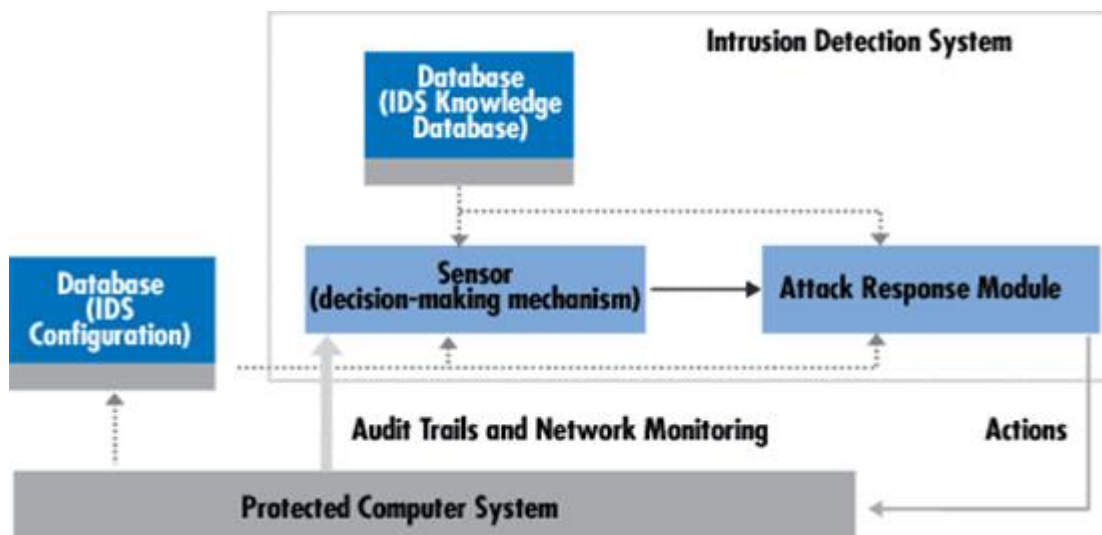 Intrusion Detection System
Database
(IDS Knowledge
Database)
Sensor
(decision-making mechanism)
Attack Response Module
Database
(IDS
Configuration)
Audit Trails and Network Monitoring
Actions
Protected Computer System